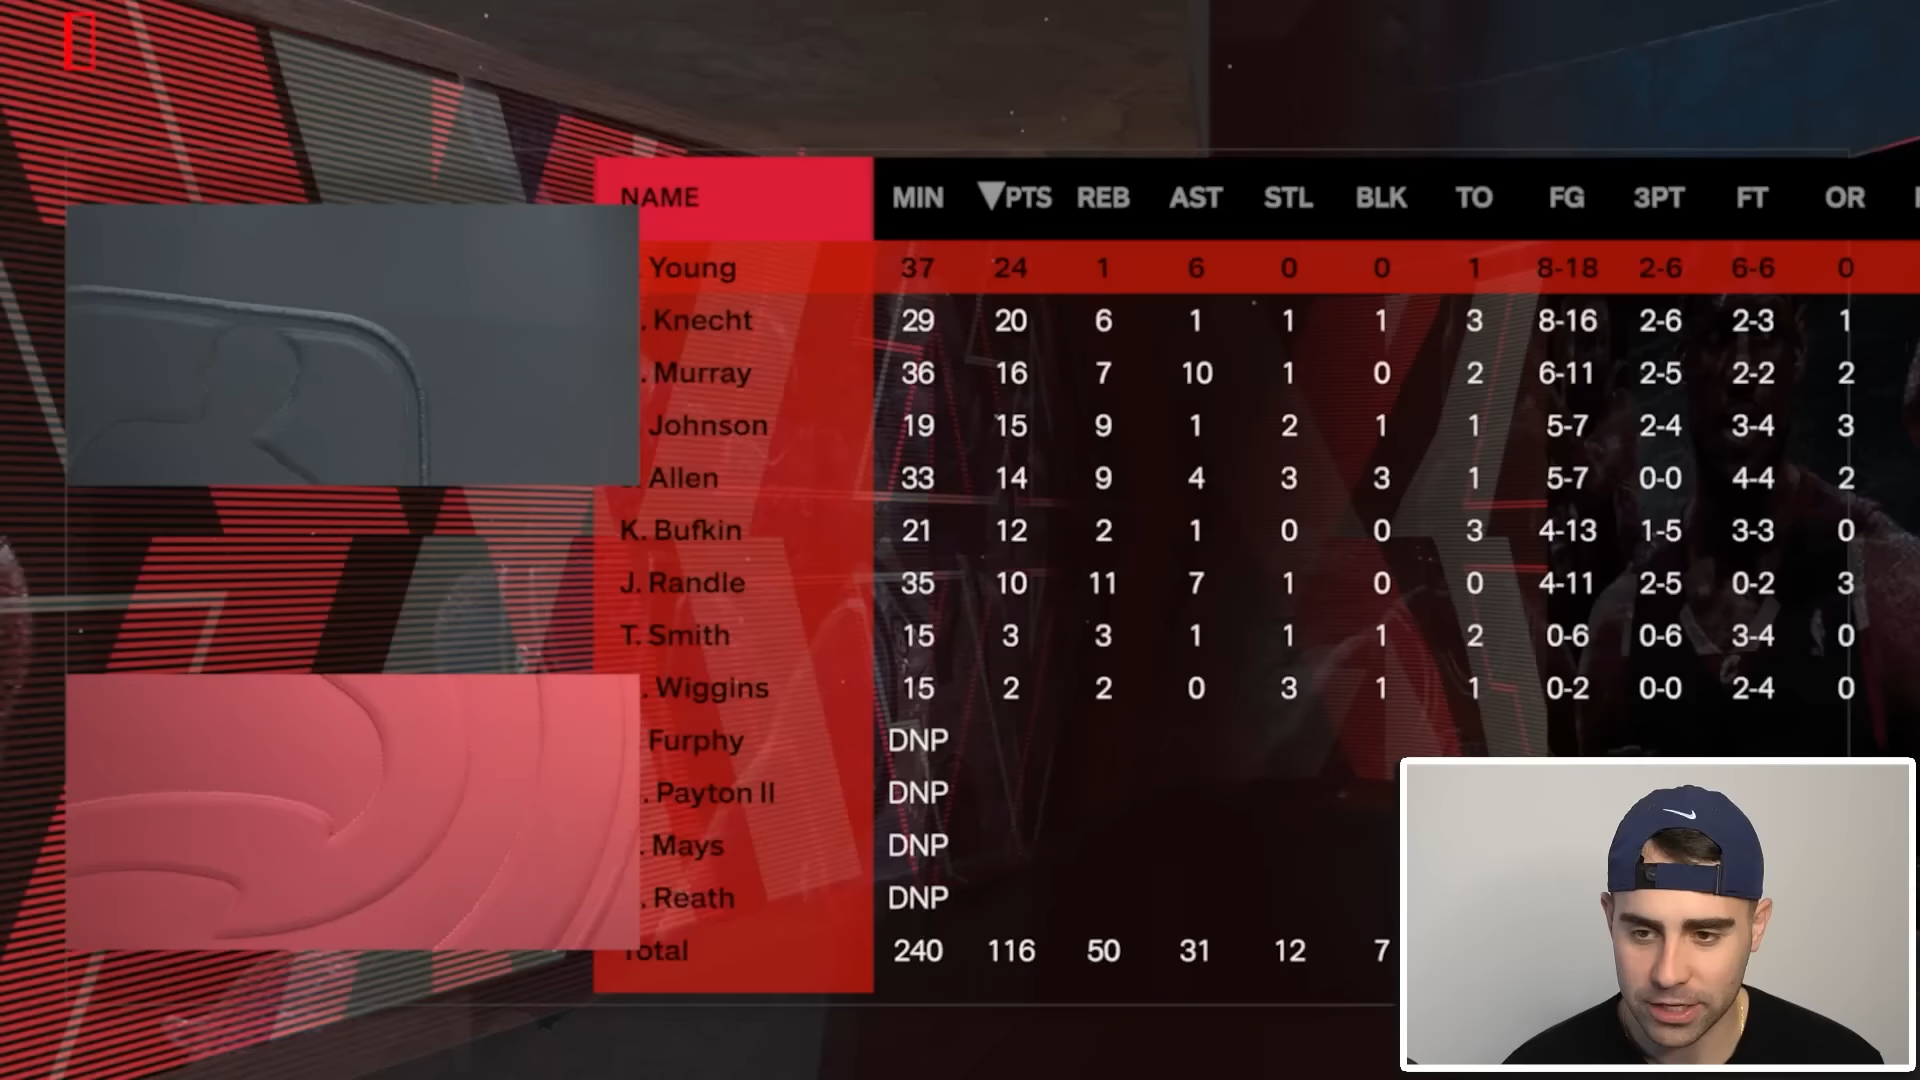 NAME MIN ▼PTS REB AST STL BLK TO FG 3PT FT OR
Young 37 24 1 6 0 0 1 8-18 2-6 6-6 0
. Knecht 29 20 6 1 1 1 3 8-16 2-6 2-3 1
. Murray 36 16 7 10 1 0 2 6-11 2-5 2-2 2
Johnson 19 15 9 1 2 1 1 5-7 2-4 3-4 3
. Allen 33 14 9 4 3 3 1 5-7 0-0 4-4 2
K. Bufkin 21 12 2 1 0 0 3 4-13 1-5 3-3 0
J. Randle 35 10 11 7 1 0 0 4-11 2-5 0-2 3
T. Smith 15 3 3 1 1 1 2 0-6 0-6 3-4 0
. Wiggins 15 2 2 0 3 1 1 0-2 0-0 2-4 0
Furphy DNP
. Payton II DNP
. Mays DNP
. Reath DNP
Total 240 116 50 31 12 7